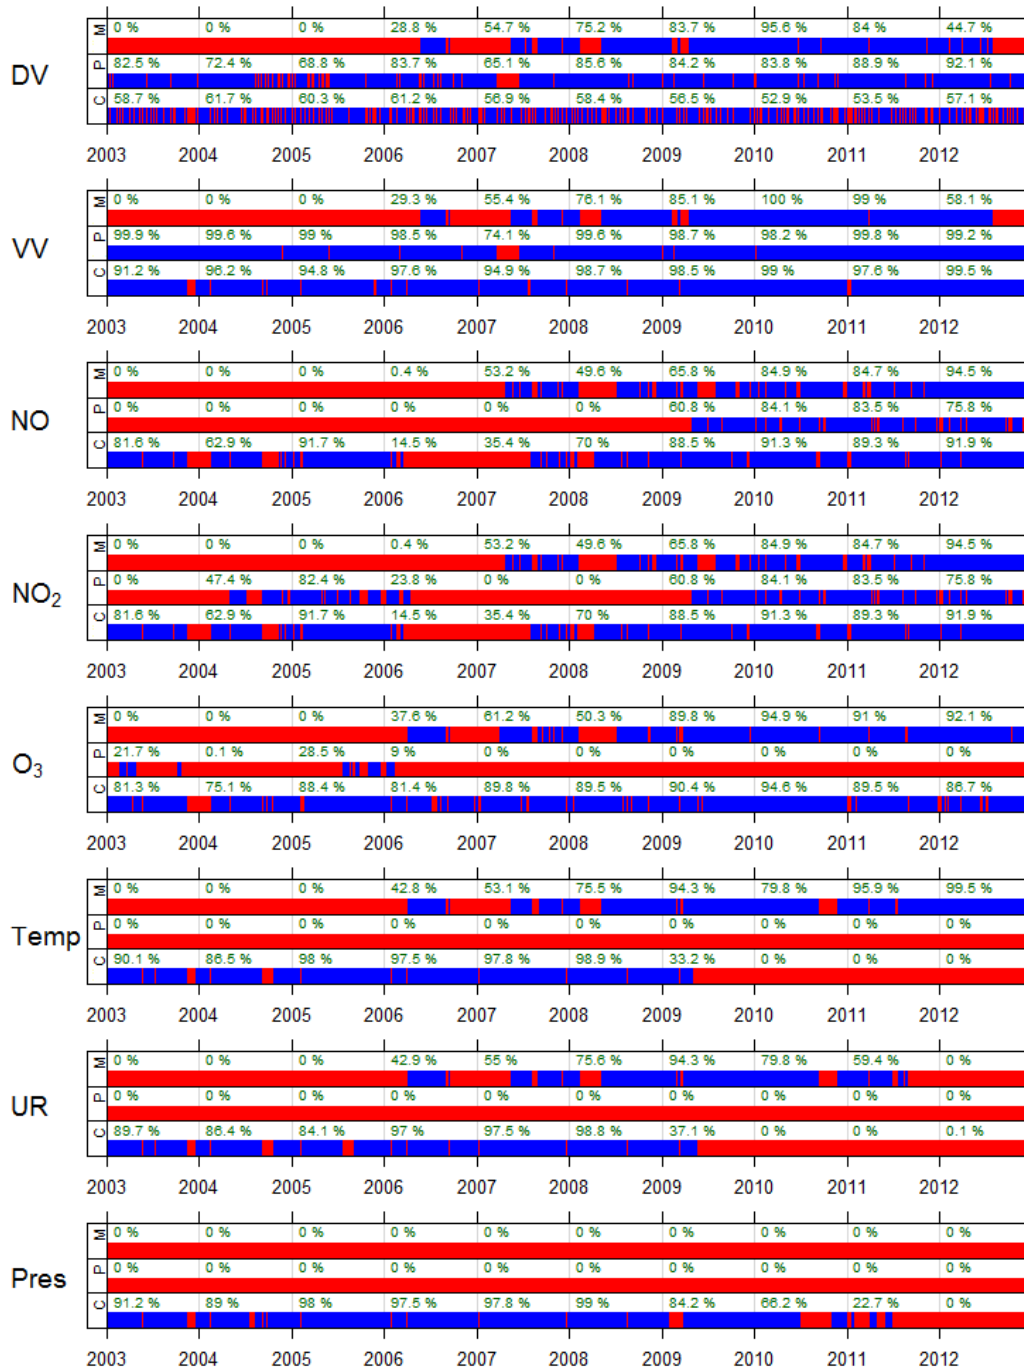 M 0 % 0 % 0 % 28.8 % 54.7 % 75.2 % 83.7 % 95.6 % 84 % 44.7 %
DV P 82.5 % 72.4 % 68.8 % 83.7 % 65.1 % 85.6 % 84.2 % 83.8 % 88.9 % 92.1 %
C 58.7 % 61.7 % 60.3 % 61.2 % 56.9 % 58.4 % 56.5 % 52.9 % 53.5 % 57.1 %
2003 2004 2005 2006 2007 2008 2009 2010 2011 2012
M 0 % 0 % 0 % 29.3 % 55.4 % 76.1 % 85.1 % 100 % 99 % 58.1 %
VV P 99.9 % 99.6 % 99 % 98.5 % 74.1 % 99.6 % 98.7 % 98.2 % 99.8 % 99.2 %
C 91.2 % 96.2 % 94.8 % 97.6 % 94.9 % 98.7 % 98.5 % 99 % 97.6 % 99.5 %
2003 2004 2005 2006 2007 2008 2009 2010 2011 2012
M 0 % 0 % 0 % 0.4 % 53.2 % 49.6 % 65.8 % 84.9 % 84.7 % 94.5 %
NO P 0 % 0 % 0 % 0 % 0 % 0 % 60.8 % 84.1 % 83.5 % 75.8 %
C 81.6 % 62.9 % 91.7 % 14.5 % 35.4 % 70 % 88.5 % 91.3 % 89.3 % 91.9 %
2003 2004 2005 2006 2007 2008 2009 2010 2011 2012
M 0 % 0 % 0 % 0.4 % 53.2 % 49.6 % 65.8 % 84.9 % 84.7 % 94.5 %
NO₂ P 0 % 47.4 % 82.4 % 23.8 % 0 % 0 % 60.8 % 84.1 % 83.5 % 75.8 %
C 81.6 % 62.9 % 91.7 % 14.5 % 35.4 % 70 % 88.5 % 91.3 % 89.3 % 91.9 %
2003 2004 2005 2006 2007 2008 2009 2010 2011 2012
M 0 % 0 % 0 % 37.6 % 61.2 % 50.3 % 89.8 % 94.9 % 91 % 92.1 %
O₃ P 21.7 % 0.1 % 28.5 % 9 % 0 % 0 % 0 % 0 % 0 % 0 %
C 81.3 % 75.1 % 88.4 % 81.4 % 89.8 % 89.5 % 90.4 % 94.6 % 89.5 % 86.7 %
2003 2004 2005 2006 2007 2008 2009 2010 2011 2012
M 0 % 0 % 0 % 42.8 % 53.1 % 75.5 % 94.3 % 79.8 % 95.9 % 99.5 %
Temp P 0 % 0 % 0 % 0 % 0 % 0 % 0 % 0 % 0 % 0 %
C 90.1 % 86.5 % 98 % 97.5 % 97.8 % 98.9 % 33.2 % 0 % 0 % 0 %
2003 2004 2005 2006 2007 2008 2009 2010 2011 2012
M 0 % 0 % 0 % 42.9 % 55 % 75.6 % 94.3 % 79.8 % 59.4 % 0 %
UR P 0 % 0 % 0 % 0 % 0 % 0 % 0 % 0 % 0 % 0 %
C 89.7 % 86.4 % 84.1 % 97 % 97.5 % 98.8 % 37.1 % 0 % 0 % 0.1 %
2003 2004 2005 2006 2007 2008 2009 2010 2011 2012
M 0 % 0 % 0 % 0 % 0 % 0 % 0 % 0 % 0 % 0 %
Pres P 0 % 0 % 0 % 0 % 0 % 0 % 0 % 0 % 0 % 0 %
C 91.2 % 89 % 98 % 97.5 % 97.8 % 99 % 84.2 % 66.2 % 22.7 % 0 %
2003 2004 2005 2006 2007 2008 2009 2010 2011 2012